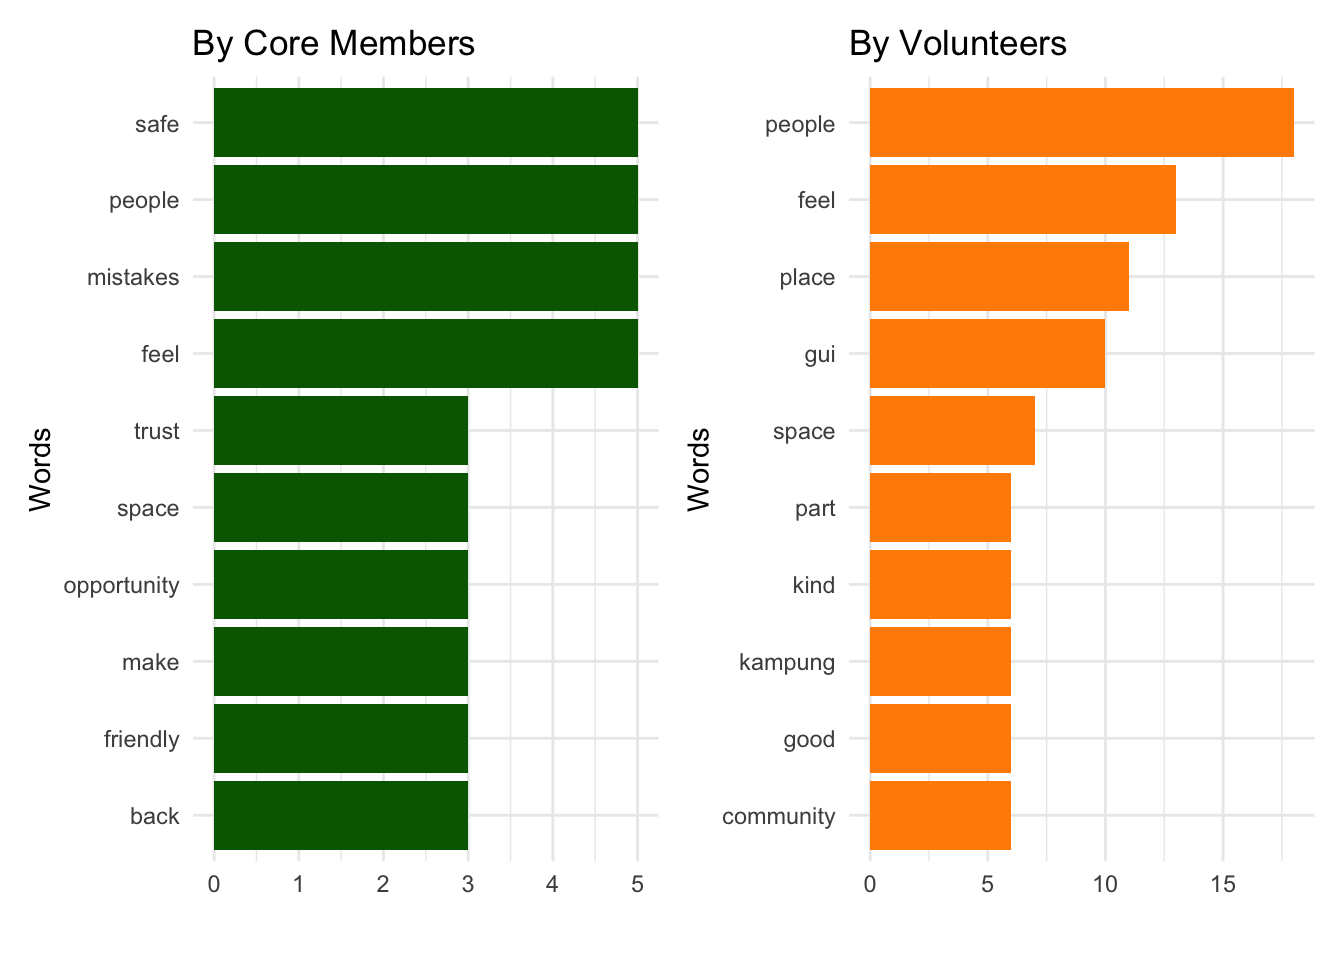 By Core Members
Words
safe
people
mistakes
feel
trust
space
opportunity
make
friendly
back
0 1 2 3 4 5
By Volunteers
Words
people
feel
place
gui
space
part
kind
kampung
good
community
0 5 10 15